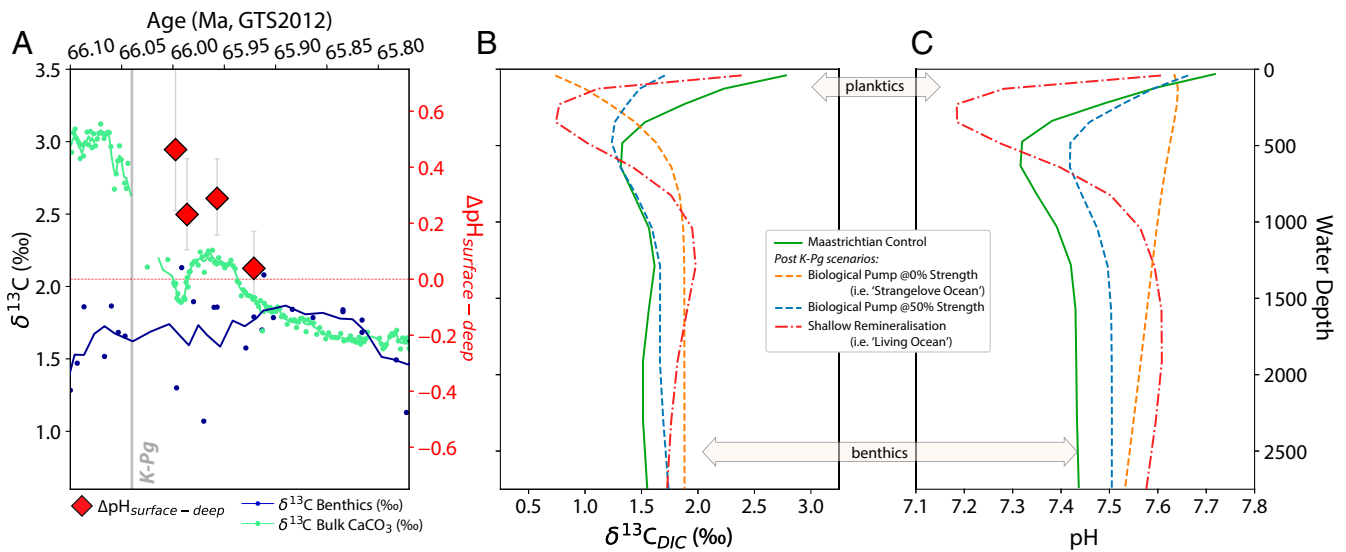 A
Age (Ma, GTS2012)
66.10 66.05 66.00 65.95 65.90 65.85 65.80
δ13C (‰)
3.5
3.0
2.5
2.0
1.5
1.0
K-Pg
0.6
0.4
0.2
0.0
−0.2
−0.4
−0.6
ΔpHsurface−deep
ΔpHsurface−deep
δ13C Benthics (‰)
δ13C Bulk CaCO3 (‰)
B
planktics
Maastrichtian Control
Post K-Pg scenarios:
Biological Pump @0% Strength
(i.e. ‘Strangelove Ocean’)
Biological Pump @50% Strength
Shallow Remineralisation
(i.e. ‘Living Ocean’)
benthics
0.5 1.0 1.5 2.0 2.5 3.0
δ13CDIC (‰)
C
0
500
1000
1500
2000
2500
Water Depth
7.1 7.2 7.3 7.4 7.5 7.6 7.7 7.8
pH